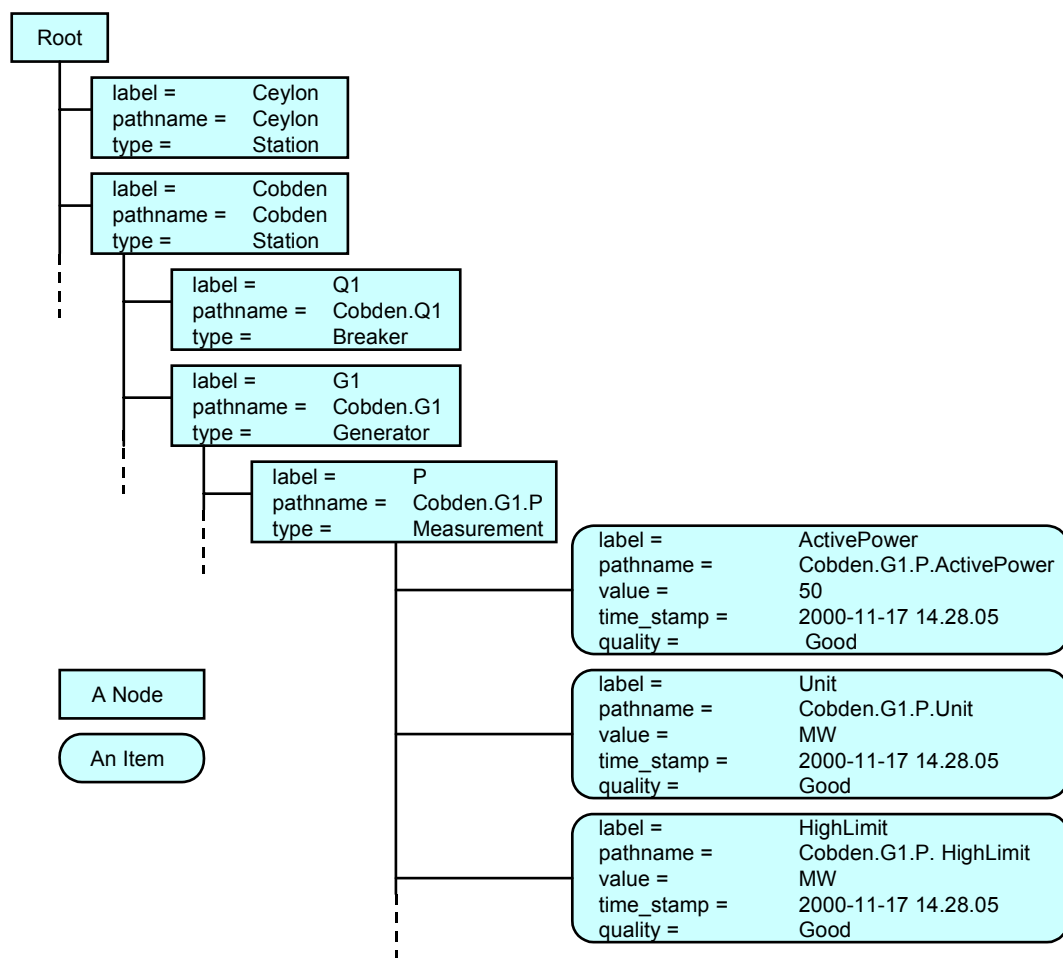 Root
label = Ceylon
pathname = Ceylon
type = Station
label = Cobden
pathname = Cobden
type = Station
label = Q1
pathname = Cobden.Q1
type = Breaker
label = G1
pathname = Cobden.G1
type = Generator
label = P
pathname = Cobden.G1.P
type = Measurement
label = ActivePower
pathname = Cobden.G1.P.ActivePower
value = 50
time_stamp = 2000-11-17 14.28.05
quality = Good
label = Unit
pathname = Cobden.G1.P.Unit
value = MW
time_stamp = 2000-11-17 14.28.05
quality = Good
label = HighLimit
pathname = Cobden.G1.P. HighLimit
value = MW
time_stamp = 2000-11-17 14.28.05
quality = Good
A Node
An Item